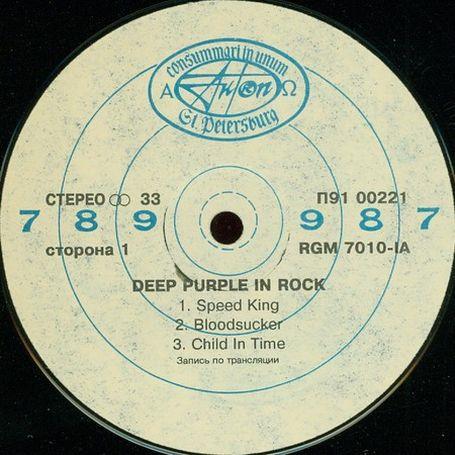 consummari in unum
Α Ω
St. Petersburg
СТЕРЕО 33 П91 00221
7 8 9 9 8 7
сторона 1 RGM 7010-IA
DEEP PURPLE IN ROCK
1. Speed King
2. Bloodsucker
3. Child In Time
Запись по трансляции